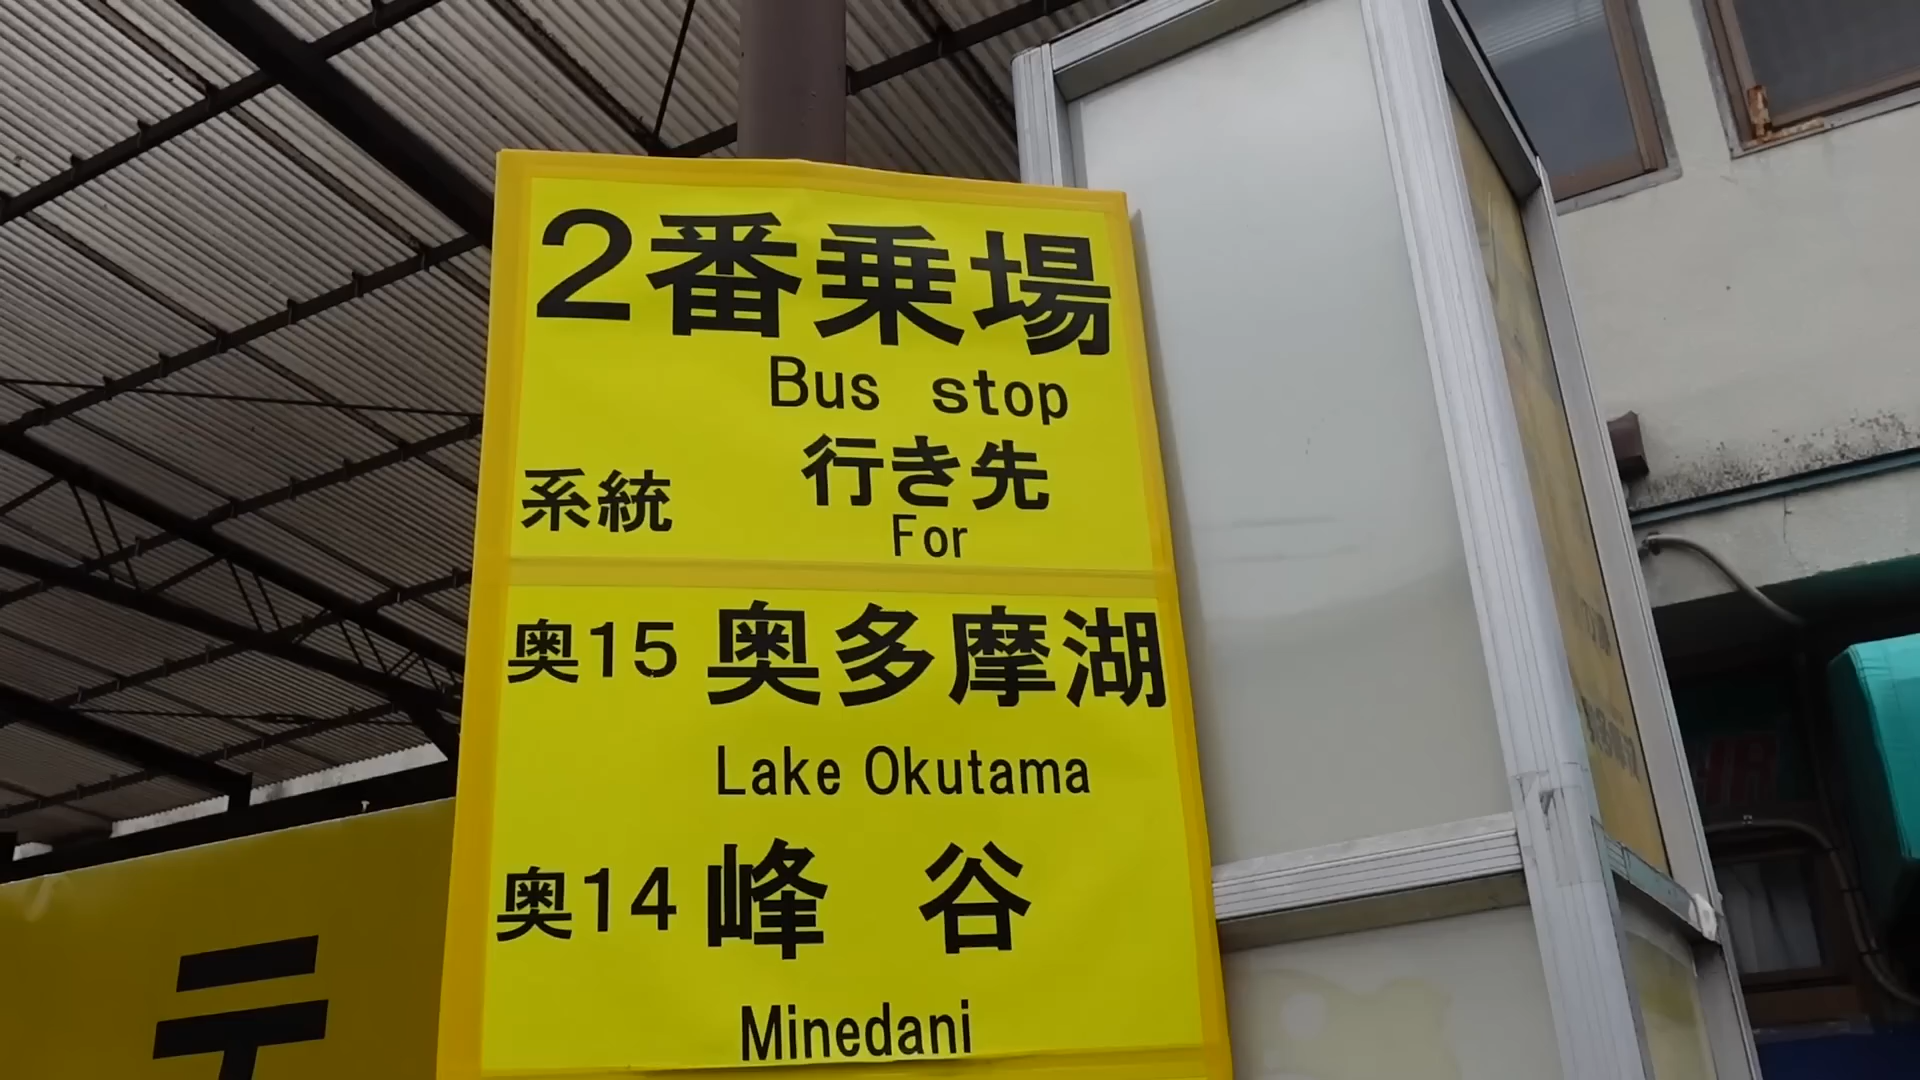 2番乗場
Bus stop
系統 行き先
For
奥15 奥多摩湖
Lake Okutama
奥14 峰 谷
Minedani
テ